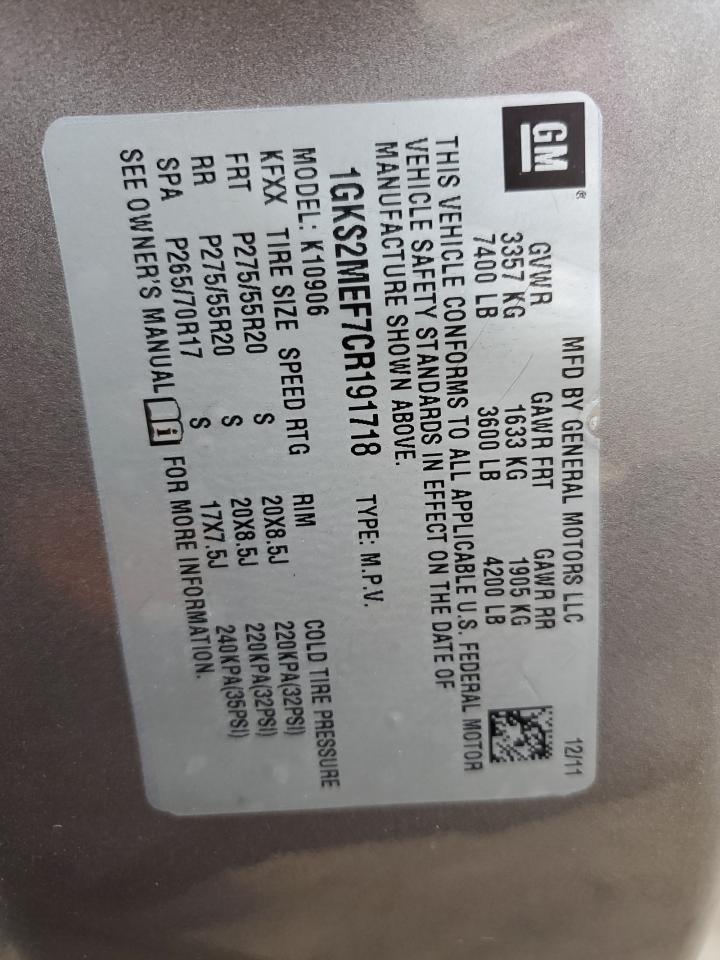 GM®
MFD BY GENERAL MOTORS LLC 12/11
GVWR GAWR FRT GAWR RR
3357 KG 1633 KG 1905 KG
7400 LB 3600 LB 4200 LB
THIS VEHICLE CONFORMS TO ALL APPLICABLE U.S. FEDERAL MOTOR
VEHICLE SAFETY STANDARDS IN EFFECT ON THE DATE OF
MANUFACTURE SHOWN ABOVE.
1GKS2MEF7CR191718 TYPE: M.P.V.
MODEL: K10906
KFXX TIRE SIZE SPEED RTG RIM COLD TIRE PRESSURE
FRT P275/55R20 S 20X8.5J 220KPA(32PSI)
RR P275/55R20 S 20X8.5J 220KPA(32PSI)
SPA P265/70R17 S 17X7.5J 240KPA(35PSI)
SEE OWNER'S MANUAL i FOR MORE INFORMATION.